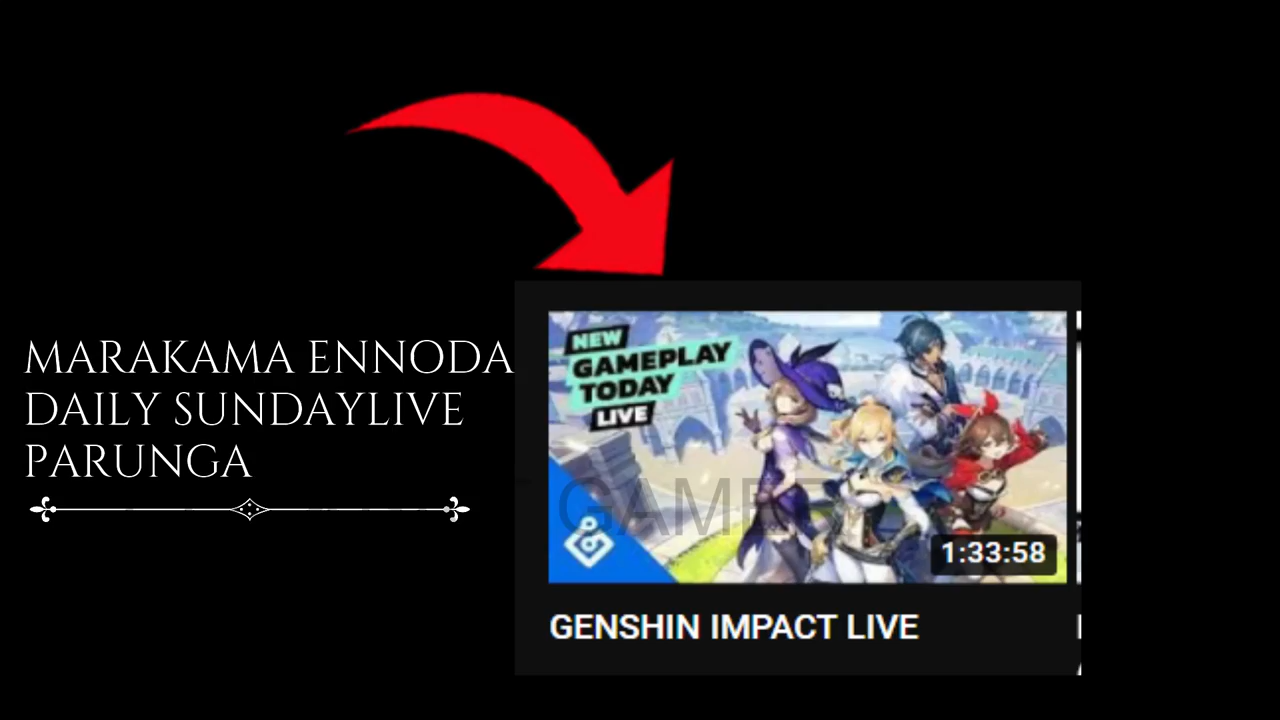 MARAKAMA ENNODA
DAILY SUNDAYLIVE
PARUNGA
NEW
GAMEPLAY
TODAY
LIVE
1:33:58
GENSHIN IMPACT LIVE